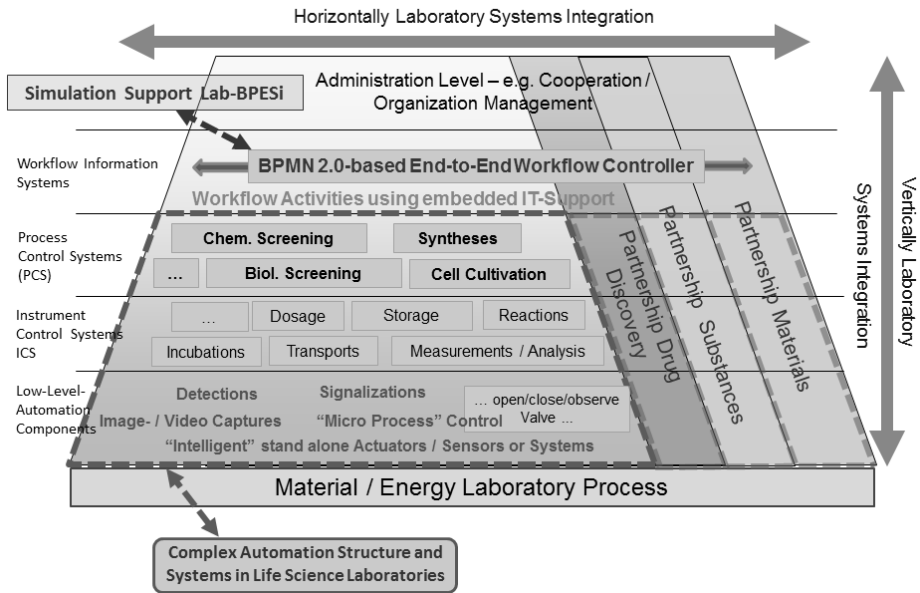 Horizontally Laboratory Systems Integration
Administration Level – e.g. Cooperation /
Organization Management
Simulation Support Lab-BPESi
Workflow Information
Systems
BPMN 2.0-based End-to-End Workflow Controller
Workflow Activities using embedded IT-Support
Process
Control Systems
(PCS)
Chem. Screening
Syntheses
...
Biol. Screening
Cell Cultivation
Instrument
Control Systems
ICS
...
Dosage
Storage
Reactions
Incubations
Transports
Measurements / Analysis
Low-Level-
Automation
Components
Detections
Signalizations
... open/close/observe
Valve ...
Image- / Video Captures
“Micro Process” Control
“Intelligent” stand alone Actuators / Sensors or Systems
Partnership Drug
Discovery
Partnership Substances
Partnership Materials
Vertically Laboratory
Systems Integration
Material / Energy Laboratory Process
Complex Automation Structure and
Systems in Life Science Laboratories